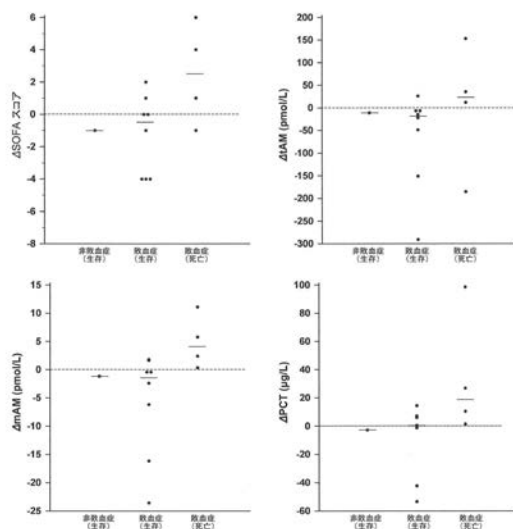 ΔSOFA スコア
6
4
2
0
-2
-4
-6
-8
非敗血症
(生存)
敗血症
(生存)
敗血症
(死亡)
ΔtAM (pmol/L)
200
150
100
50
0
-50
-100
-150
-200
-250
-300
非敗血症
(生存)
敗血症
(生存)
敗血症
(死亡)
ΔmAM (pmol/L)
15
10
5
0
-5
-10
-15
-20
-25
非敗血症
(生存)
敗血症
(生存)
敗血症
(死亡)
ΔPCT (µg/L)
100
80
60
40
20
0
-20
-40
-60
非敗血症
(生存)
敗血症
(生存)
敗血症
(死亡)